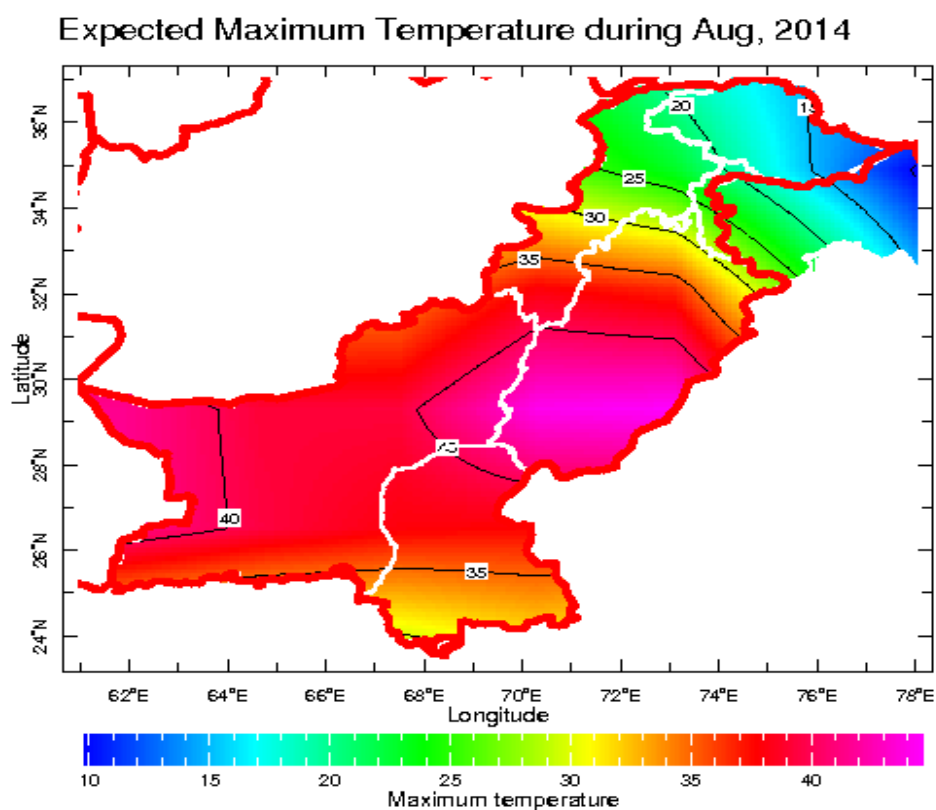 Expected Maximum Temperature during Aug, 2014
36°N
34°N
32°N
30°N
28°N
26°N
24°N
Latitude
20
25
30
35
40
35
62°E 64°E 66°E 68°E 70°E 72°E 74°E 76°E 78°E
Longitude
10 15 20 25 30 35 40
Maximum temperature